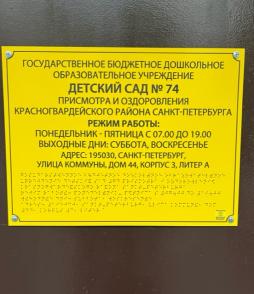 ГОСУДАРСТВЕННОЕ БЮДЖЕТНОЕ ДОШКОЛЬНОЕ
ОБРАЗОВАТЕЛЬНОЕ УЧРЕЖДЕНИЕ
ДЕТСКИЙ САД № 74
ПРИСМОТРА И ОЗДОРОВЛЕНИЯ
КРАСНОГВАРДЕЙСКОГО РАЙОНА САНКТ-ПЕТЕРБУРГА
РЕЖИМ РАБОТЫ:
ПОНЕДЕЛЬНИК - ПЯТНИЦА С 07.00 ДО 19.00
ВЫХОДНЫЕ ДНИ: СУББОТА, ВОСКРЕСЕНЬЕ
АДРЕС: 195030, САНКТ-ПЕТЕРБУРГ,
УЛИЦА КОММУНЫ, ДОМ 44, КОРПУС 3, ЛИТЕР А